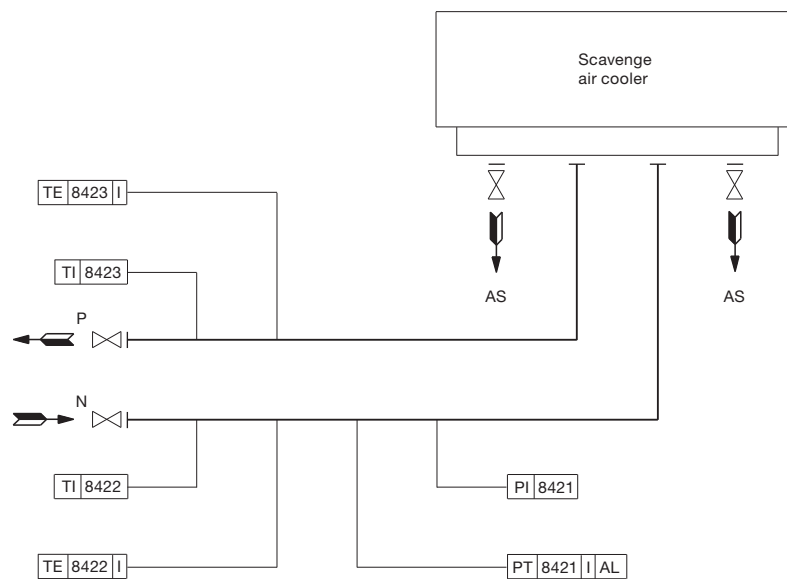 Scavenge
air cooler
TE 8423 I
TI 8423
AS
AS
P
N
TI 8422
PI 8421
TE 8422 I
PT 8421 I AL